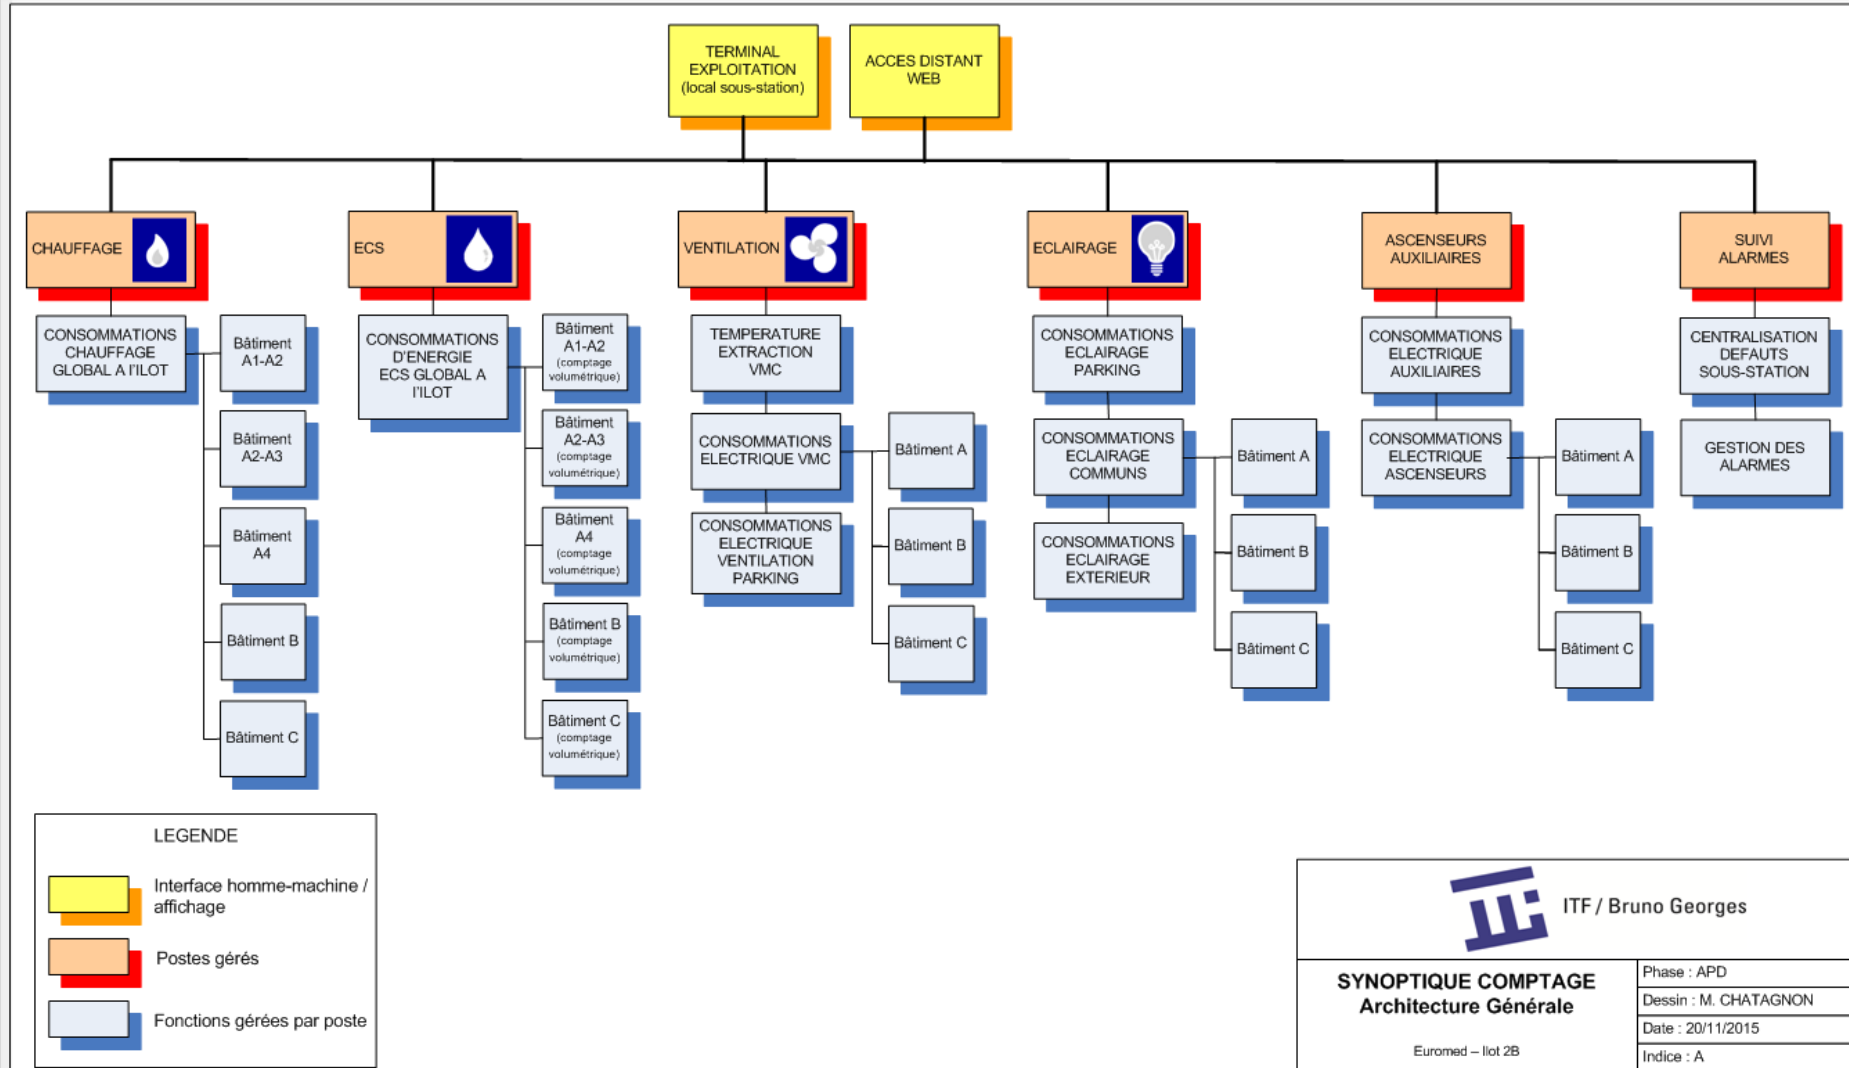 TERMINAL
EXPLOITATION
(local sous-station)
ACCES DISTANT
WEB
CHAUFFAGE
ECS
VENTILATION
ECLAIRAGE
ASCENSEURS
AUXILIAIRES
SUIVI
ALARMES
CONSOMMATIONS
CHAUFFAGE
GLOBAL A l'ILOT
Bâtiment
A1-A2
Bâtiment
A2-A3
Bâtiment
A4
Bâtiment B
Bâtiment C
CONSOMMATIONS
D'ENERGIE
ECS GLOBAL A
l'ILOT
Bâtiment
A1-A2
(comptage
volumétrique)
Bâtiment
A2-A3
(comptage
volumétrique)
Bâtiment
A4
(comptage
volumétrique)
Bâtiment B
(comptage
volumétrique)
Bâtiment C
(comptage
volumétrique)
TEMPERATURE
EXTRACTION
VMC
CONSOMMATIONS
ELECTRIQUE VMC
CONSOMMATIONS
ELECTRIQUE
VENTILATION
PARKING
Bâtiment A
Bâtiment B
Bâtiment C
CONSOMMATIONS
ECLAIRAGE
PARKING
CONSOMMATIONS
ECLAIRAGE
COMMUNS
CONSOMMATIONS
ECLAIRAGE
EXTERIEUR
Bâtiment A
Bâtiment B
Bâtiment C
CONSOMMATIONS
ELECTRIQUE
AUXILIAIRES
CONSOMMATIONS
ELECTRIQUE
ASCENSEURS
Bâtiment A
Bâtiment B
Bâtiment C
CENTRALISATION
DEFAUTS
SOUS-STATION
GESTION DES
ALARMES
LEGENDE
Interface homme-machine /
affichage
Postes gérés
Fonctions gérées par poste
ITF / Bruno Georges
SYNOPTIQUE COMPTAGE
Architecture Générale
Euromed – Ilot 2B
Phase : APD
Dessin : M. CHATAGNON
Date : 20/11/2015
Indice : A